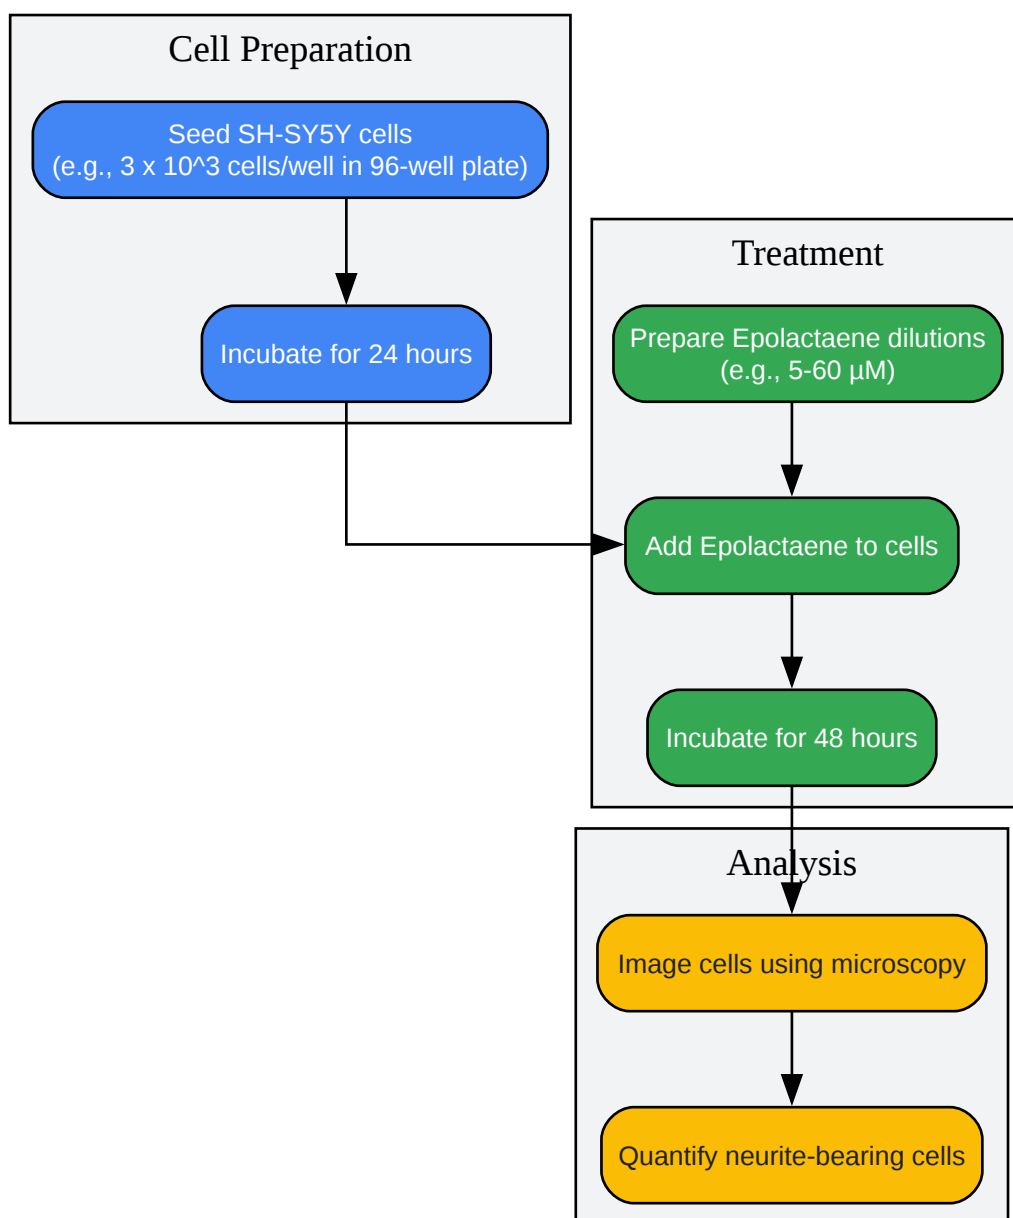 Cell Preparation
Seed SH-SY5Y cells
(e.g., 3 x 10^3 cells/well in 96-well plate)
Incubate for 24 hours
Treatment
Prepare Epolactaene dilutions
(e.g., 5-60 µM)
Add Epolactaene to cells
Incubate for 48 hours
Analysis
Image cells using microscopy
Quantify neurite-bearing cells